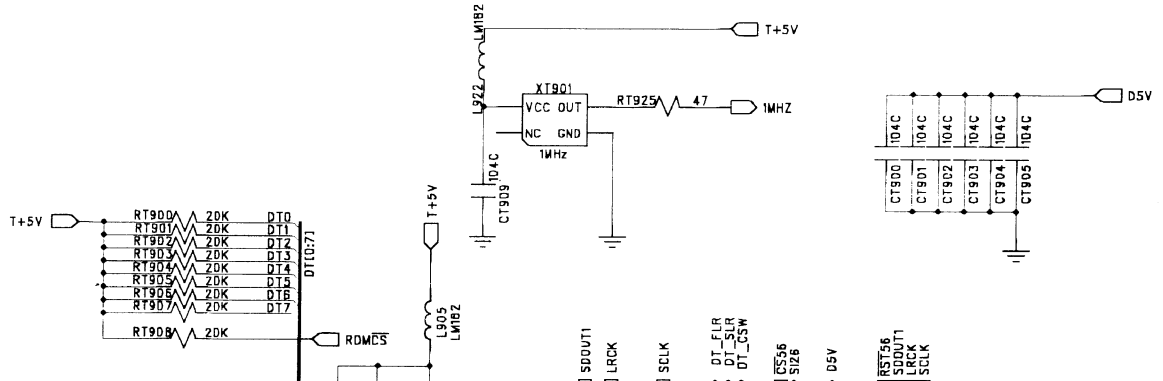 LM182
T+5V
L922
XT901
VCC OUT
NC GND
1MHz
RT925 47
1MHZ
104C
CT909
D5V
104C 104C 104C 104C 104C 104C
CT900 CT901 CT902 CT903 CT904 CT905
T+5V
RT900 20K DT0
RT901 20K DT1
RT902 20K DT2
RT903 20K DT3
RT904 20K DT4
RT905 20K DT5
RT906 20K DT6
RT907 20K DT7
RT908 20K
DT[0:7]
ROMCS
T+5V
L905
LM182
SDOUT1
LRCK
SCLK
DT_FLR
DT_SLR
DT_CSW
CS56
SI26
D5V
RST56
SDOUT1
LRCK
SCLK